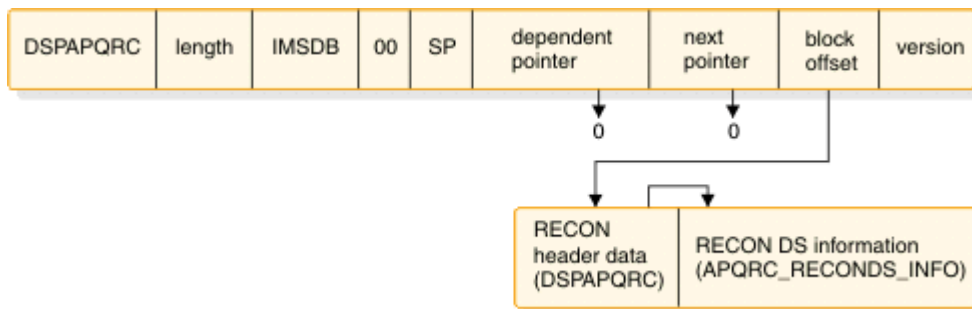 DSPAPQRC length IMSDB 00 SP dependent pointer next pointer block offset version
0 0
RECON
header data
(DSPAPQRC)
RECON DS information
(APQRC_RECONDS_INFO)